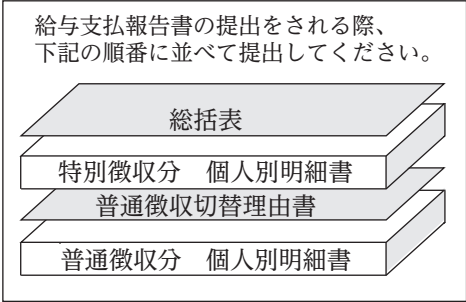 給与支払報告書の提出をされる際、
下記の順番に並べて提出してください。
総括表
特別徴収分　個人別明細書
普通徴収切替理由書
普通徴収分　個人別明細書